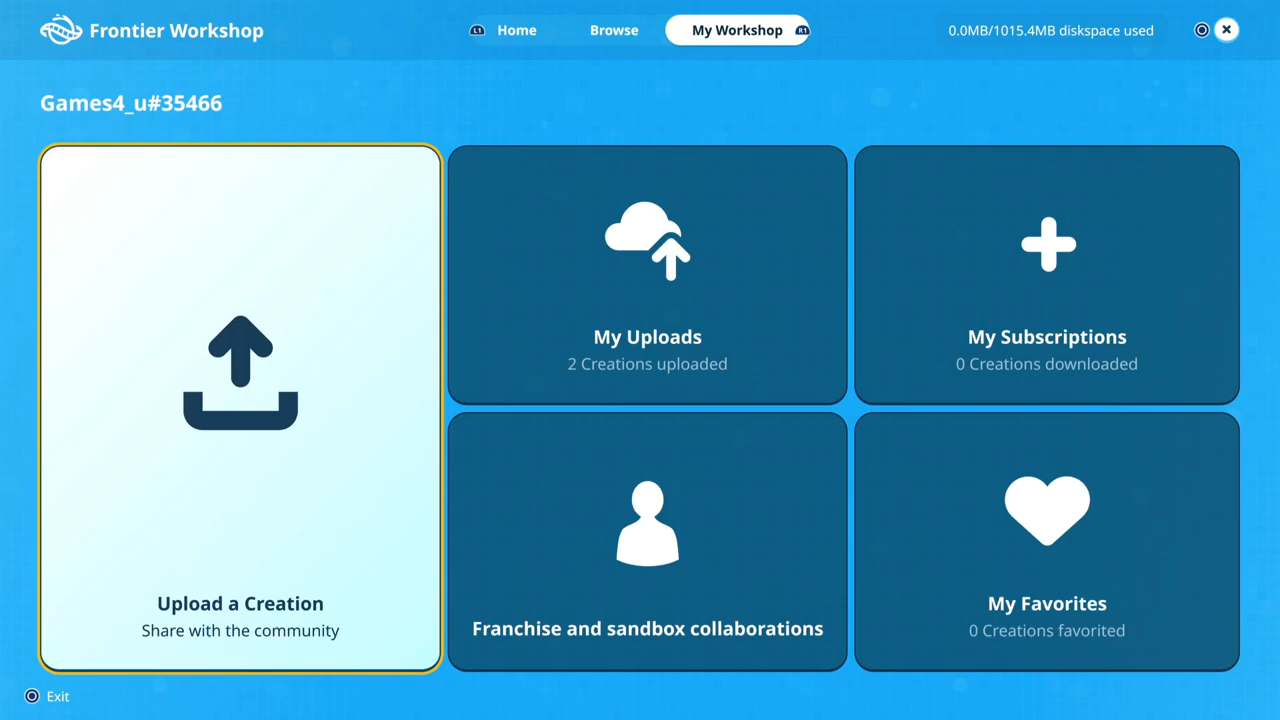 Frontier Workshop
L1 Home Browse My Workshop R1
0.0MB/1015.4MB diskspace used
Games4_u#35466
Upload a Creation
Share with the community
My Uploads
2 Creations uploaded
My Subscriptions
0 Creations downloaded
Franchise and sandbox collaborations
My Favorites
0 Creations favorited
Exit